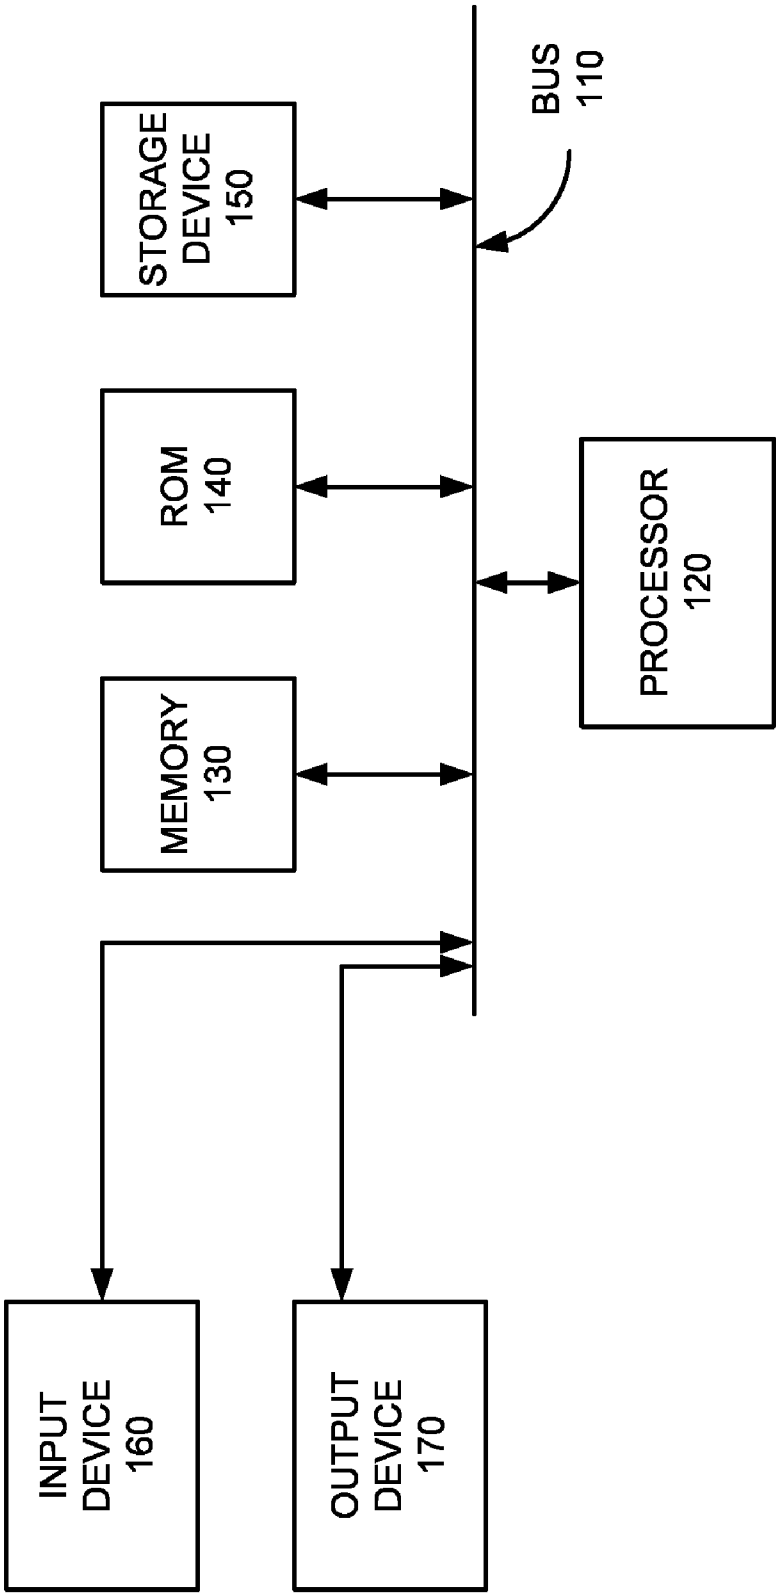 INPUT
DEVICE
160
MEMORY
130
ROM
140
STORAGE
DEVICE
150
OUTPUT
DEVICE
170
BUS
110
PROCESSOR
120